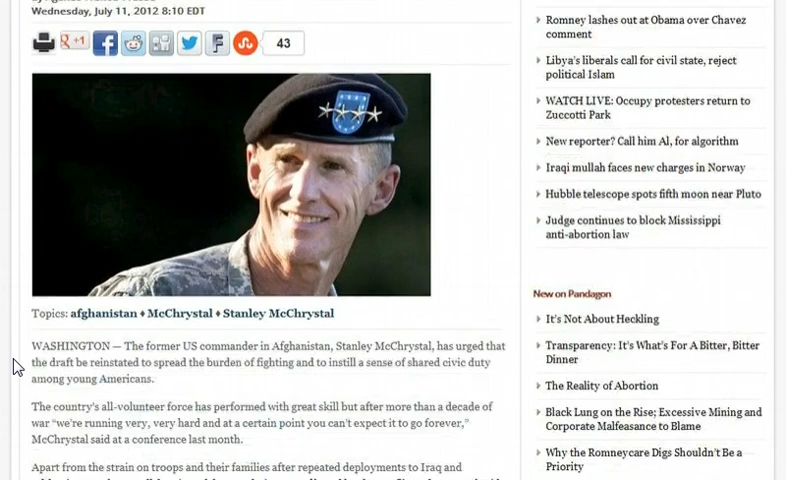 Wednesday, July 11, 2012 8:10 EDT
+1
43
Topics: afghanistan ♦ McChrystal ♦ Stanley McChrystal
WASHINGTON — The former US commander in Afghanistan, Stanley McChrystal, has urged that
the draft be reinstated to spread the burden of fighting and to instill a sense of shared civic duty
among young Americans.
The country's all-volunteer force has performed with great skill but after more than a decade of
war “we're running very, very hard and at a certain point you can't expect it to go forever,”
McChrystal said at a conference last month.
Apart from the strain on troops and their families after repeated deployments to Iraq and
Romney lashes out at Obama over Chavez
comment
Libya's liberals call for civil state, reject
political Islam
WATCH LIVE: Occupy protesters return to
Zuccotti Park
New reporter? Call him Al, for algorithm
Iraqi mullah faces new charges in Norway
Hubble telescope spots fifth moon near Pluto
Judge continues to block Mississippi
anti-abortion law
New on Pandagon
It's Not About Heckling
Transparency: It's What's For A Bitter, Bitter
Dinner
The Reality of Abortion
Black Lung on the Rise; Excessive Mining and
Corporate Malfeasance to Blame
Why the Romneycare Digs Shouldn't Be a
Priority